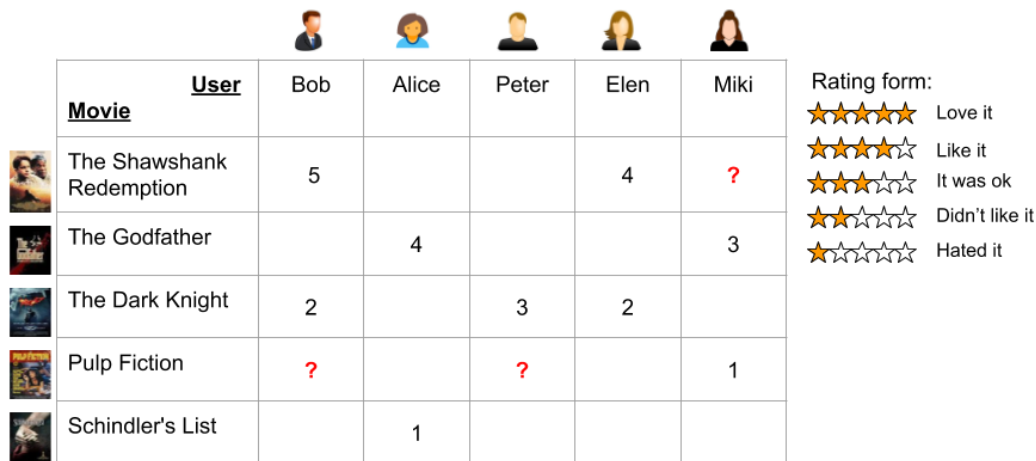 User
Movie
Bob Alice Peter Elen Miki
The Shawshank
Redemption
5 4 ?
The Godfather
4 3
The Dark Knight
2 3 2
Pulp Fiction
? ? 1
Schindler's List
1
Rating form:
Love it
Like it
It was ok
Didn't like it
Hated it
PULP FICTION